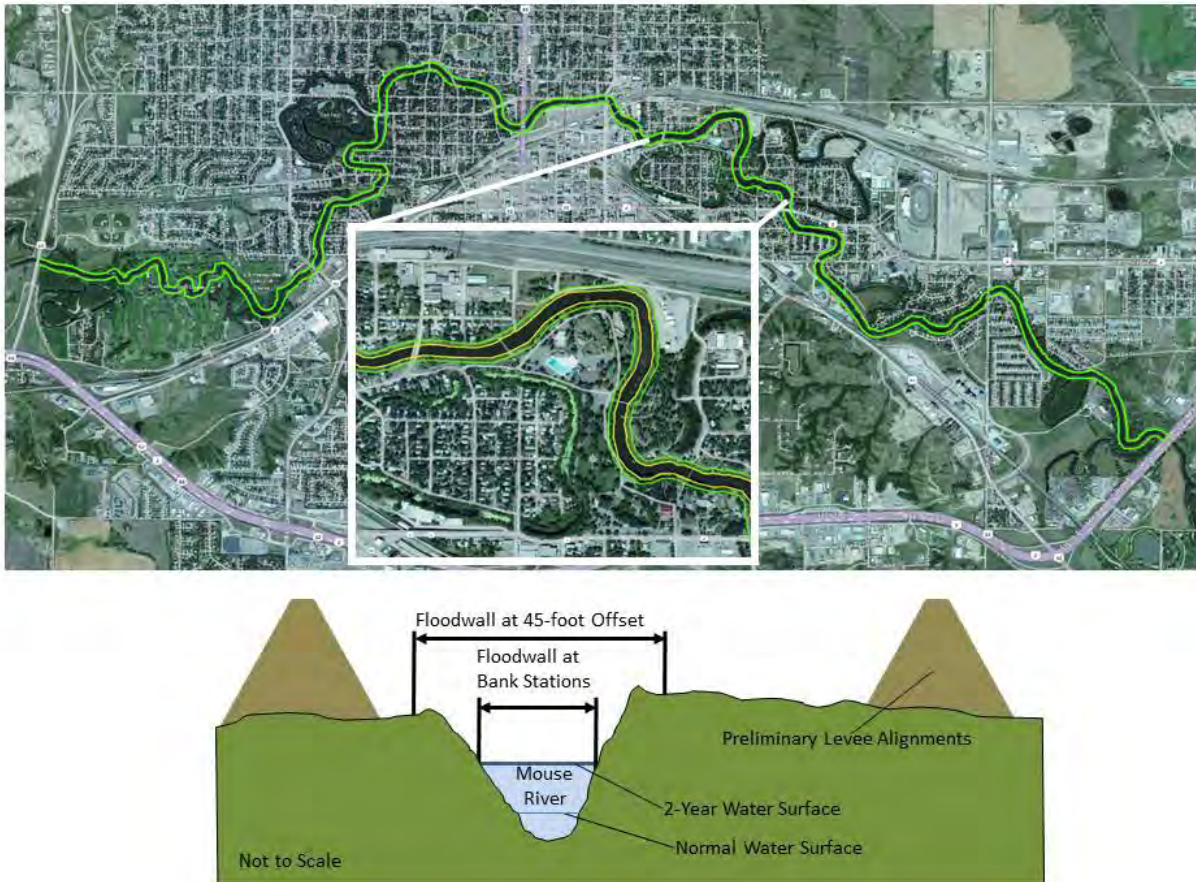 Floodwall at 45-foot Offset
Floodwall at
Bank Stations
Preliminary Levee Alignments
Mouse
River
2-Year Water Surface
Normal Water Surface
Not to Scale